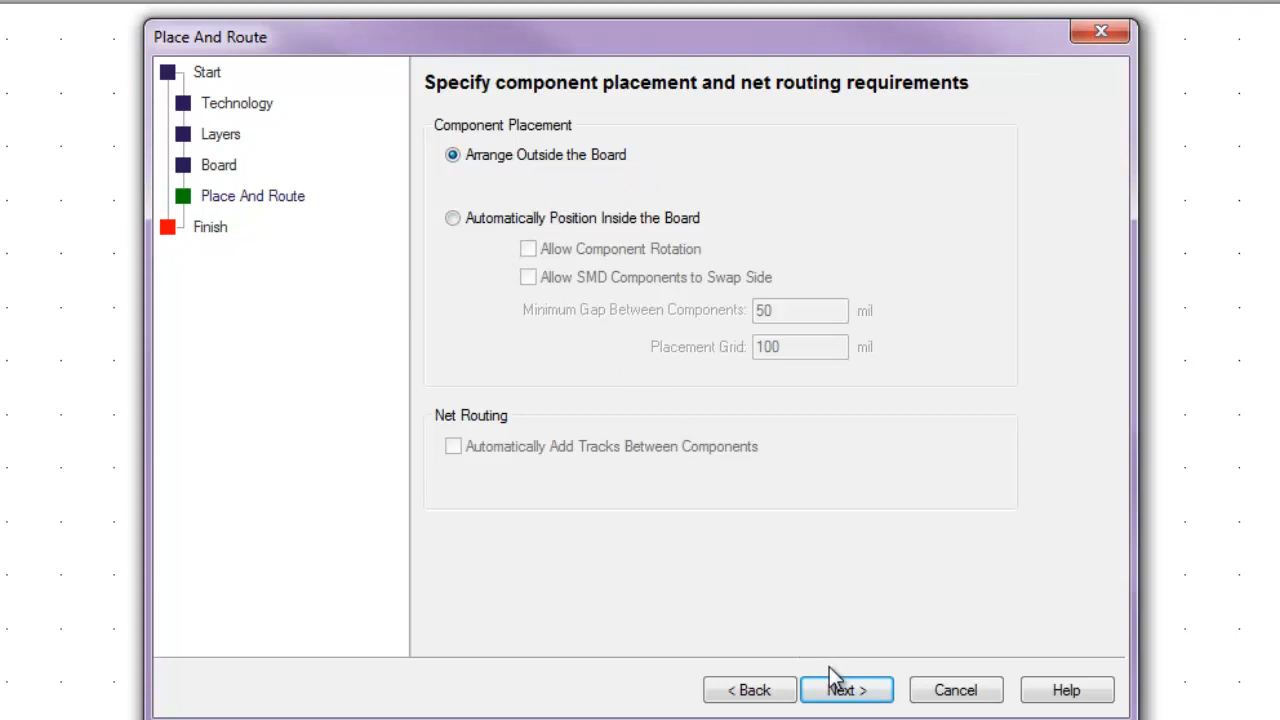 Place And Route
Start
Technology
Layers
Board
Place And Route
Finish
Specify component placement and net routing requirements
Component Placement
Arrange Outside the Board
Automatically Position Inside the Board
Allow Component Rotation
Allow SMD Components to Swap Side
Minimum Gap Between Components: 50 mil
Placement Grid: 100 mil
Net Routing
Automatically Add Tracks Between Components
< Back Next > Cancel Help